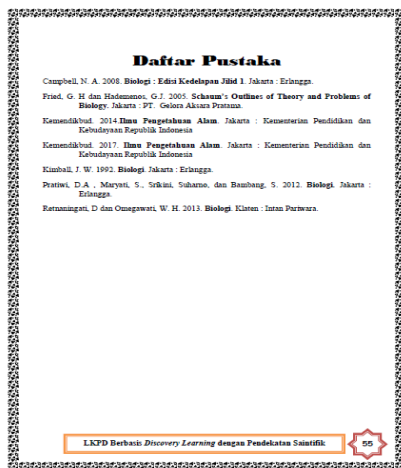 Daftar Pustaka
Campbell, N. A. 2008. Biologi : Edisi Kedelapan Jilid 1. Jakarta : Erlangga.
Fried, G. H dan Hademenos, G.J. 2005. Schaum's Outlines of Theory and Problems of
Biology. Jakarta : PT. Gelora Aksara Pratama.
Kemendikbud. 2014.Ilmu Pengetahuan Alam. Jakarta : Kementerian Pendidikan dan
Kebudayaan Republik Indonesia
Kemendikbud. 2017. Ilmu Pengetahuan Alam. Jakarta : Kementerian Pendidikan dan
Kebudayaan Republik Indonesia
Kimball, J. W. 1992. Biologi. Jakarta : Erlangga.
Pratiwi, D.A , Maryati, S., Srikini, Suharno, dan Bambang, S. 2012. Biologi. Jakarta :
Erlangga.
Retnaningati, D dan Omegawati, W. H. 2013. Biologi. Klaten : Intan Pariwara.
LKPD Berbasis Discovery Learning dengan Pendekatan Saintifik
55